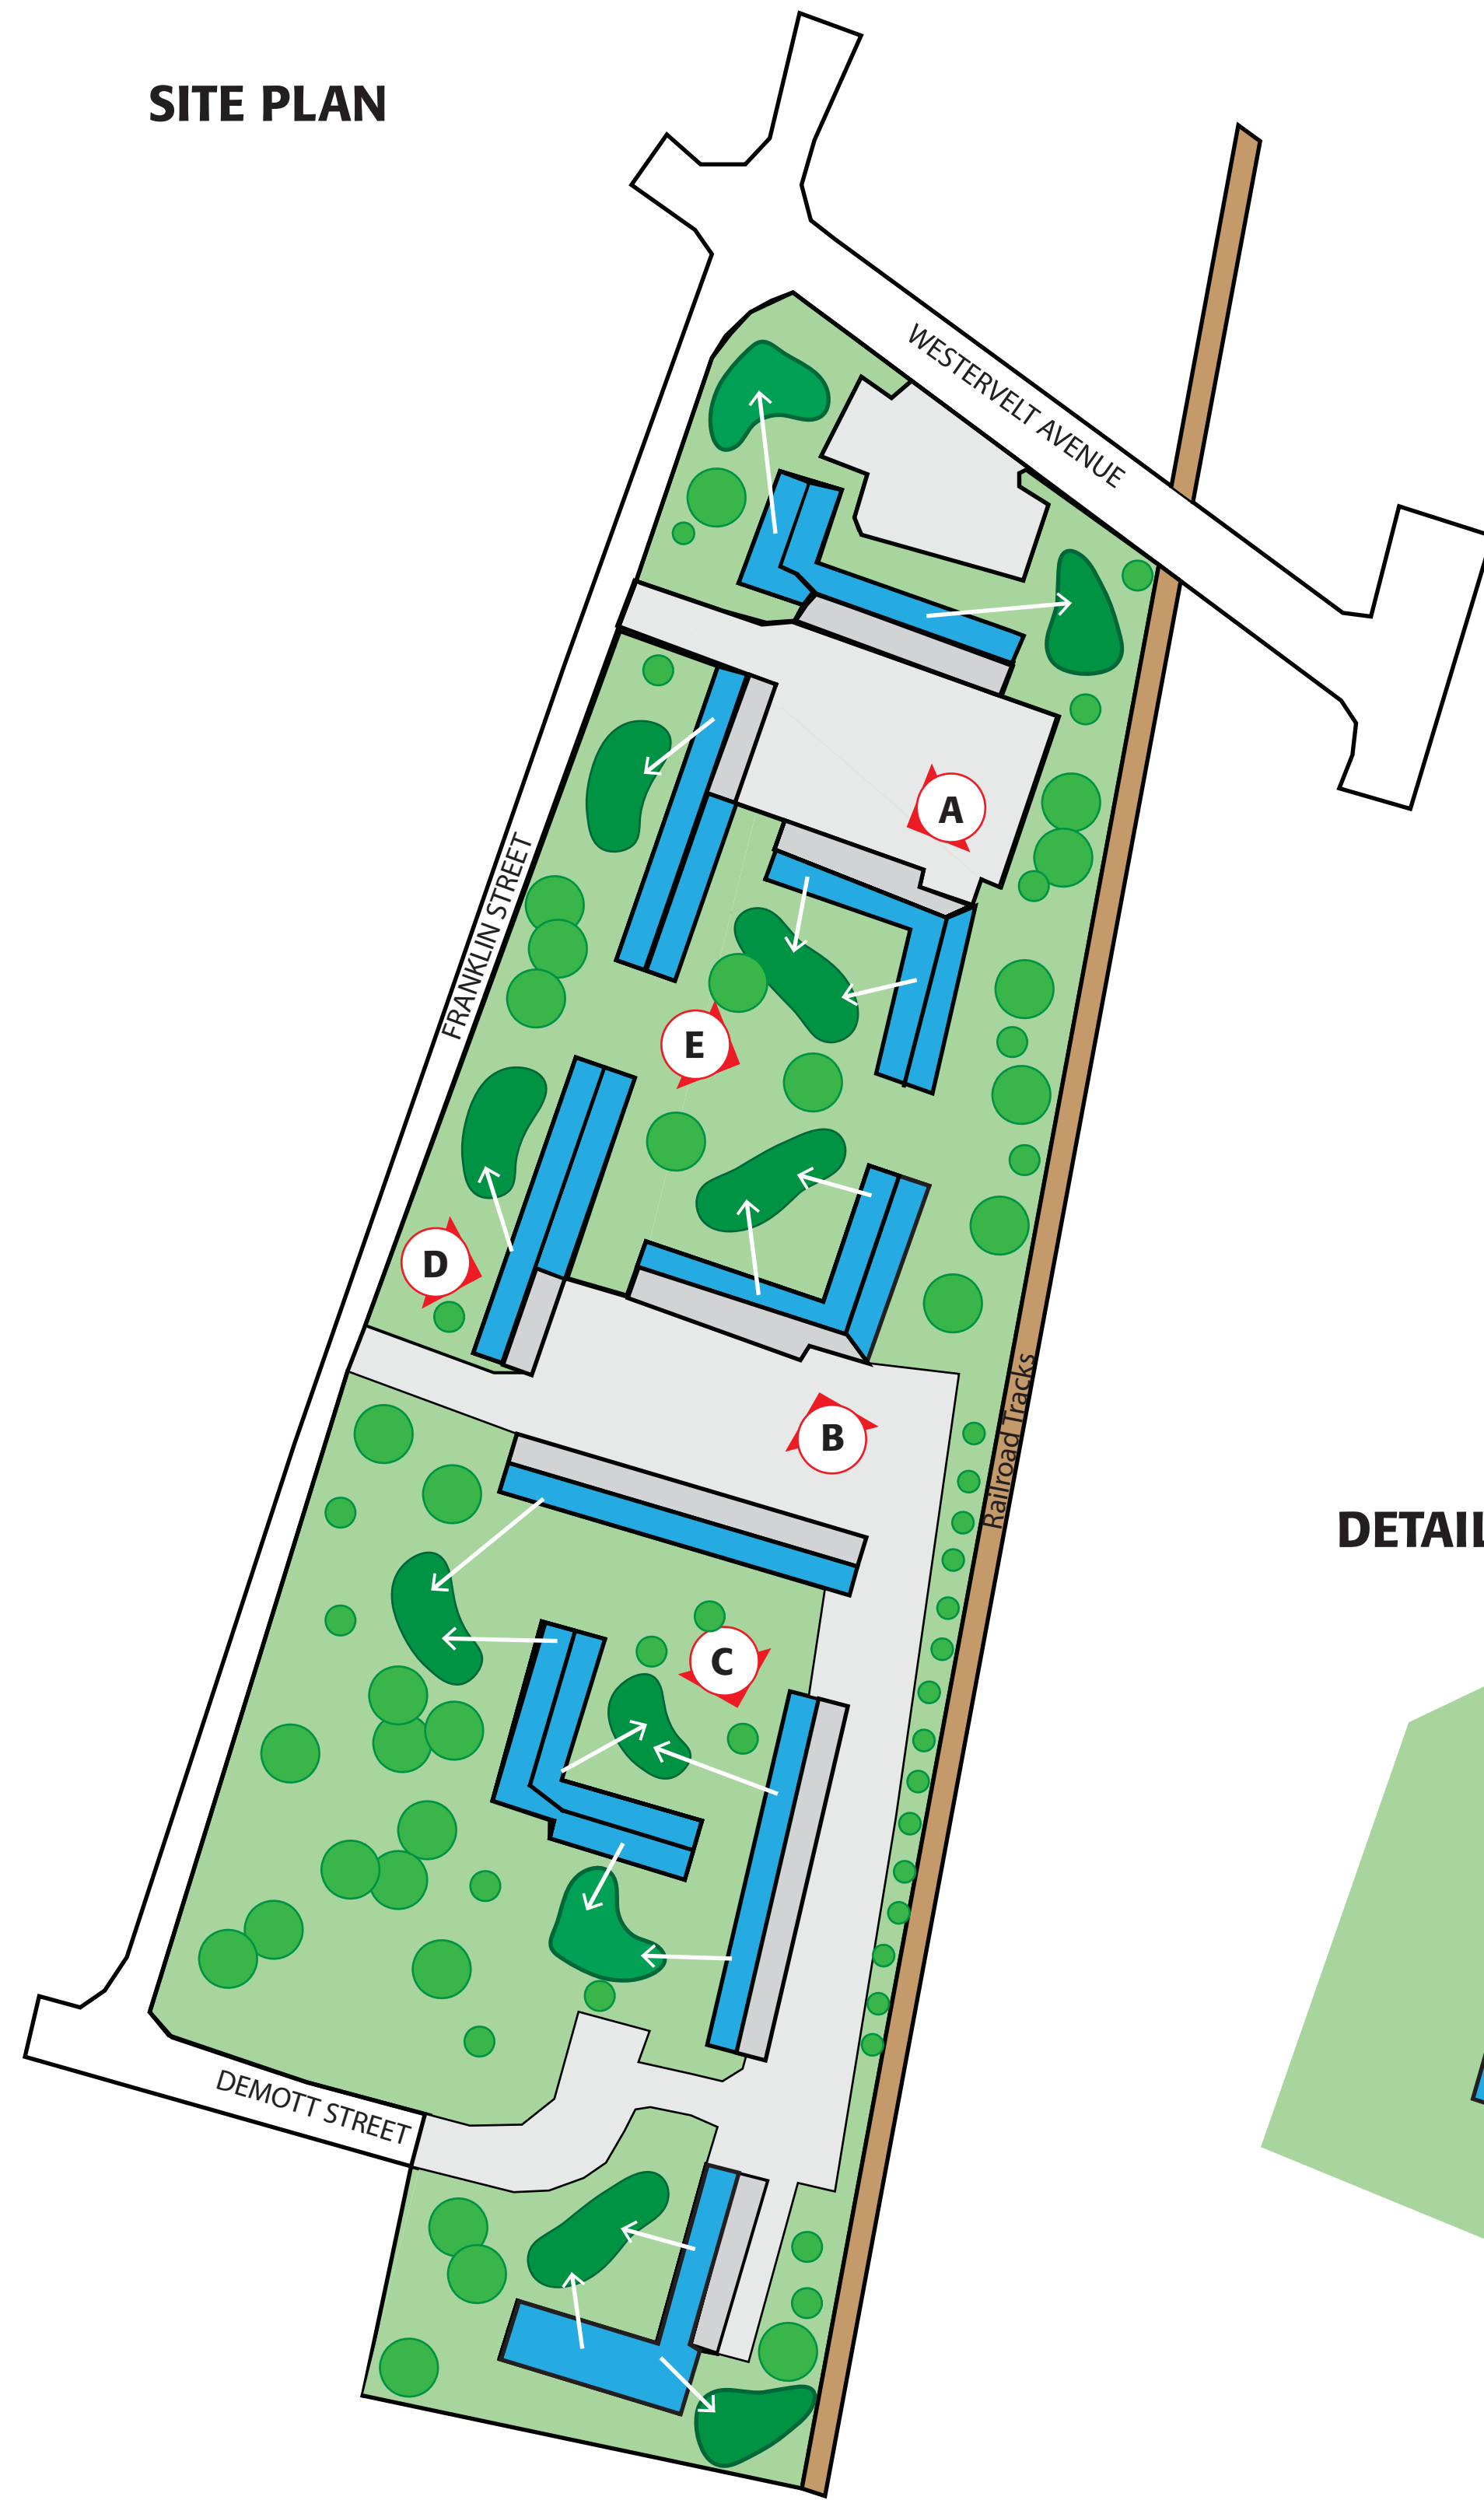 SITE PLAN
WESTERVELT AVENUE
A
FRANKLIN STREET
E
D
B
Railroad Tracks
DETAIL
C
DEMOTT STREET